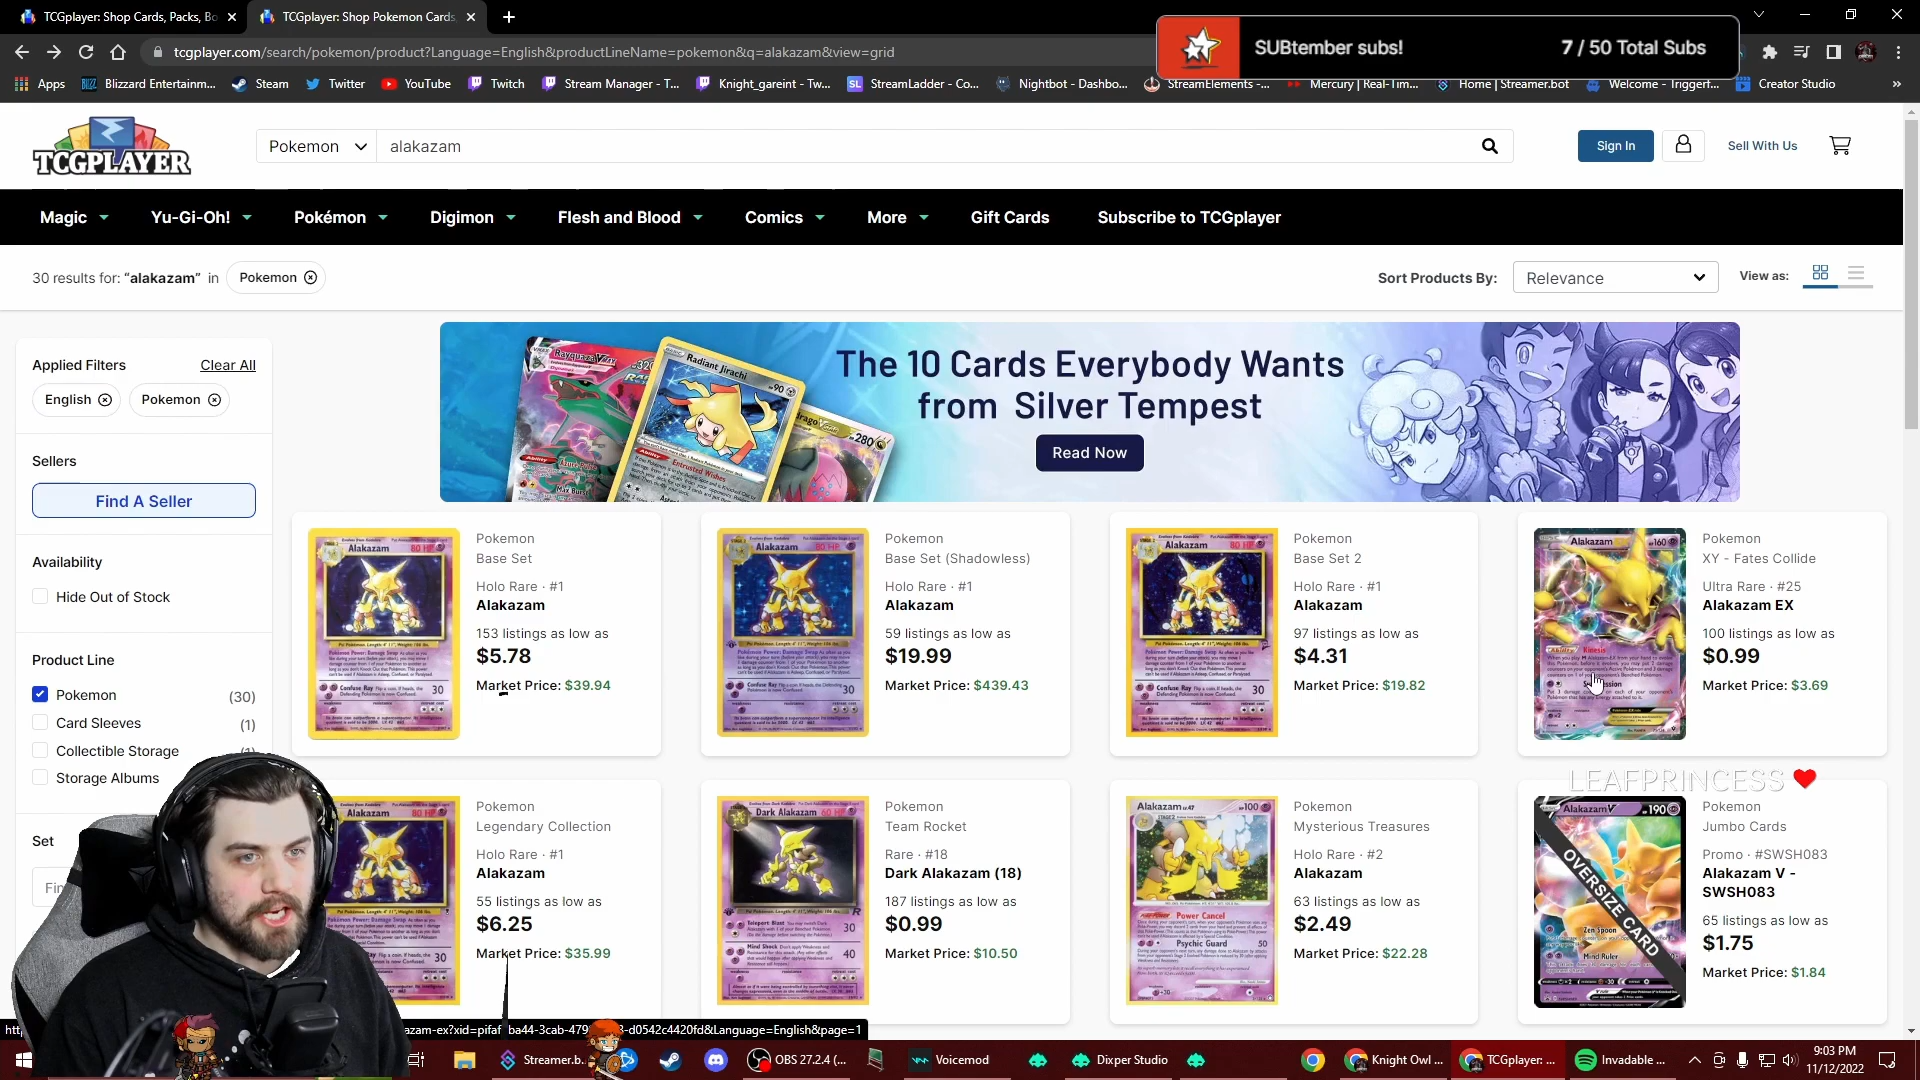 TCGplayer: Shop Cards, Packs, Bo
TCGplayer: Shop Pokemon Cards,
tcgplayer.com/search/pokemon/product?Language=English&productLineName=pokemon&q=alakazam&view=grid
SUBtember subs! 7 / 50 Total Subs
Apps Blizzard Entertainm... Steam Twitter YouTube Twitch Stream Manager - T... Knight_gareint - Tw... StreamLadder - Co... Nightbot - Dashbo... StreamElements -... Mercury | Real-Tim... Home | Streamer.bot Welcome - Triggerf... Creator Studio
TCGPLAYER
Pokemon alakazam Sign In Sell With Us
Magic Yu-Gi-Oh! Pokémon Digimon Flesh and Blood Comics More Gift Cards Subscribe to TCGplayer
30 results for: “alakazam” in Pokemon
Sort Products By: Relevance View as:
Applied Filters Clear All
English Pokemon
Sellers
Find A Seller
Availability
Hide Out of Stock
Product Line
Pokemon (30)
Card Sleeves (1)
Collectible Storage
Storage Albums
Set
The 10 Cards Everybody Wants
from Silver Tempest
Read Now
Radiant Jirachi
Pokemon
Base Set
Holo Rare · #1
Alakazam
153 listings as low as
$5.78
Market Price: $39.94
Pokemon
Base Set (Shadowless)
Holo Rare · #1
Alakazam
59 listings as low as
$19.99
Market Price: $439.43
Pokemon
Base Set 2
Holo Rare · #1
Alakazam
97 listings as low as
$4.31
Market Price: $19.82
Pokemon
XY - Fates Collide
Ultra Rare · #25
Alakazam EX
100 listings as low as
$0.99
Market Price: $3.69
LEAFPRINCESS
Pokemon
Legendary Collection
Holo Rare · #1
Alakazam
55 listings as low as
$6.25
Market Price: $35.99
Pokemon
Team Rocket
Rare · #18
Dark Alakazam (18)
187 listings as low as
$0.99
Market Price: $10.50
Pokemon
Mysterious Treasures
Holo Rare · #2
Alakazam
63 listings as low as
$2.49
Market Price: $22.28
OVERSIZE CARD
Pokemon
Jumbo Cards
Promo · #SWSH083
Alakazam V -
SWSH083
65 listings as low as
$1.75
Market Price: $1.84
Streamer.b... OBS 27.2.4 (... Voicemod Dixper Studio Knight Owl ... TCGplayer: ... Invadable ...
9:03 PM
11/12/2022